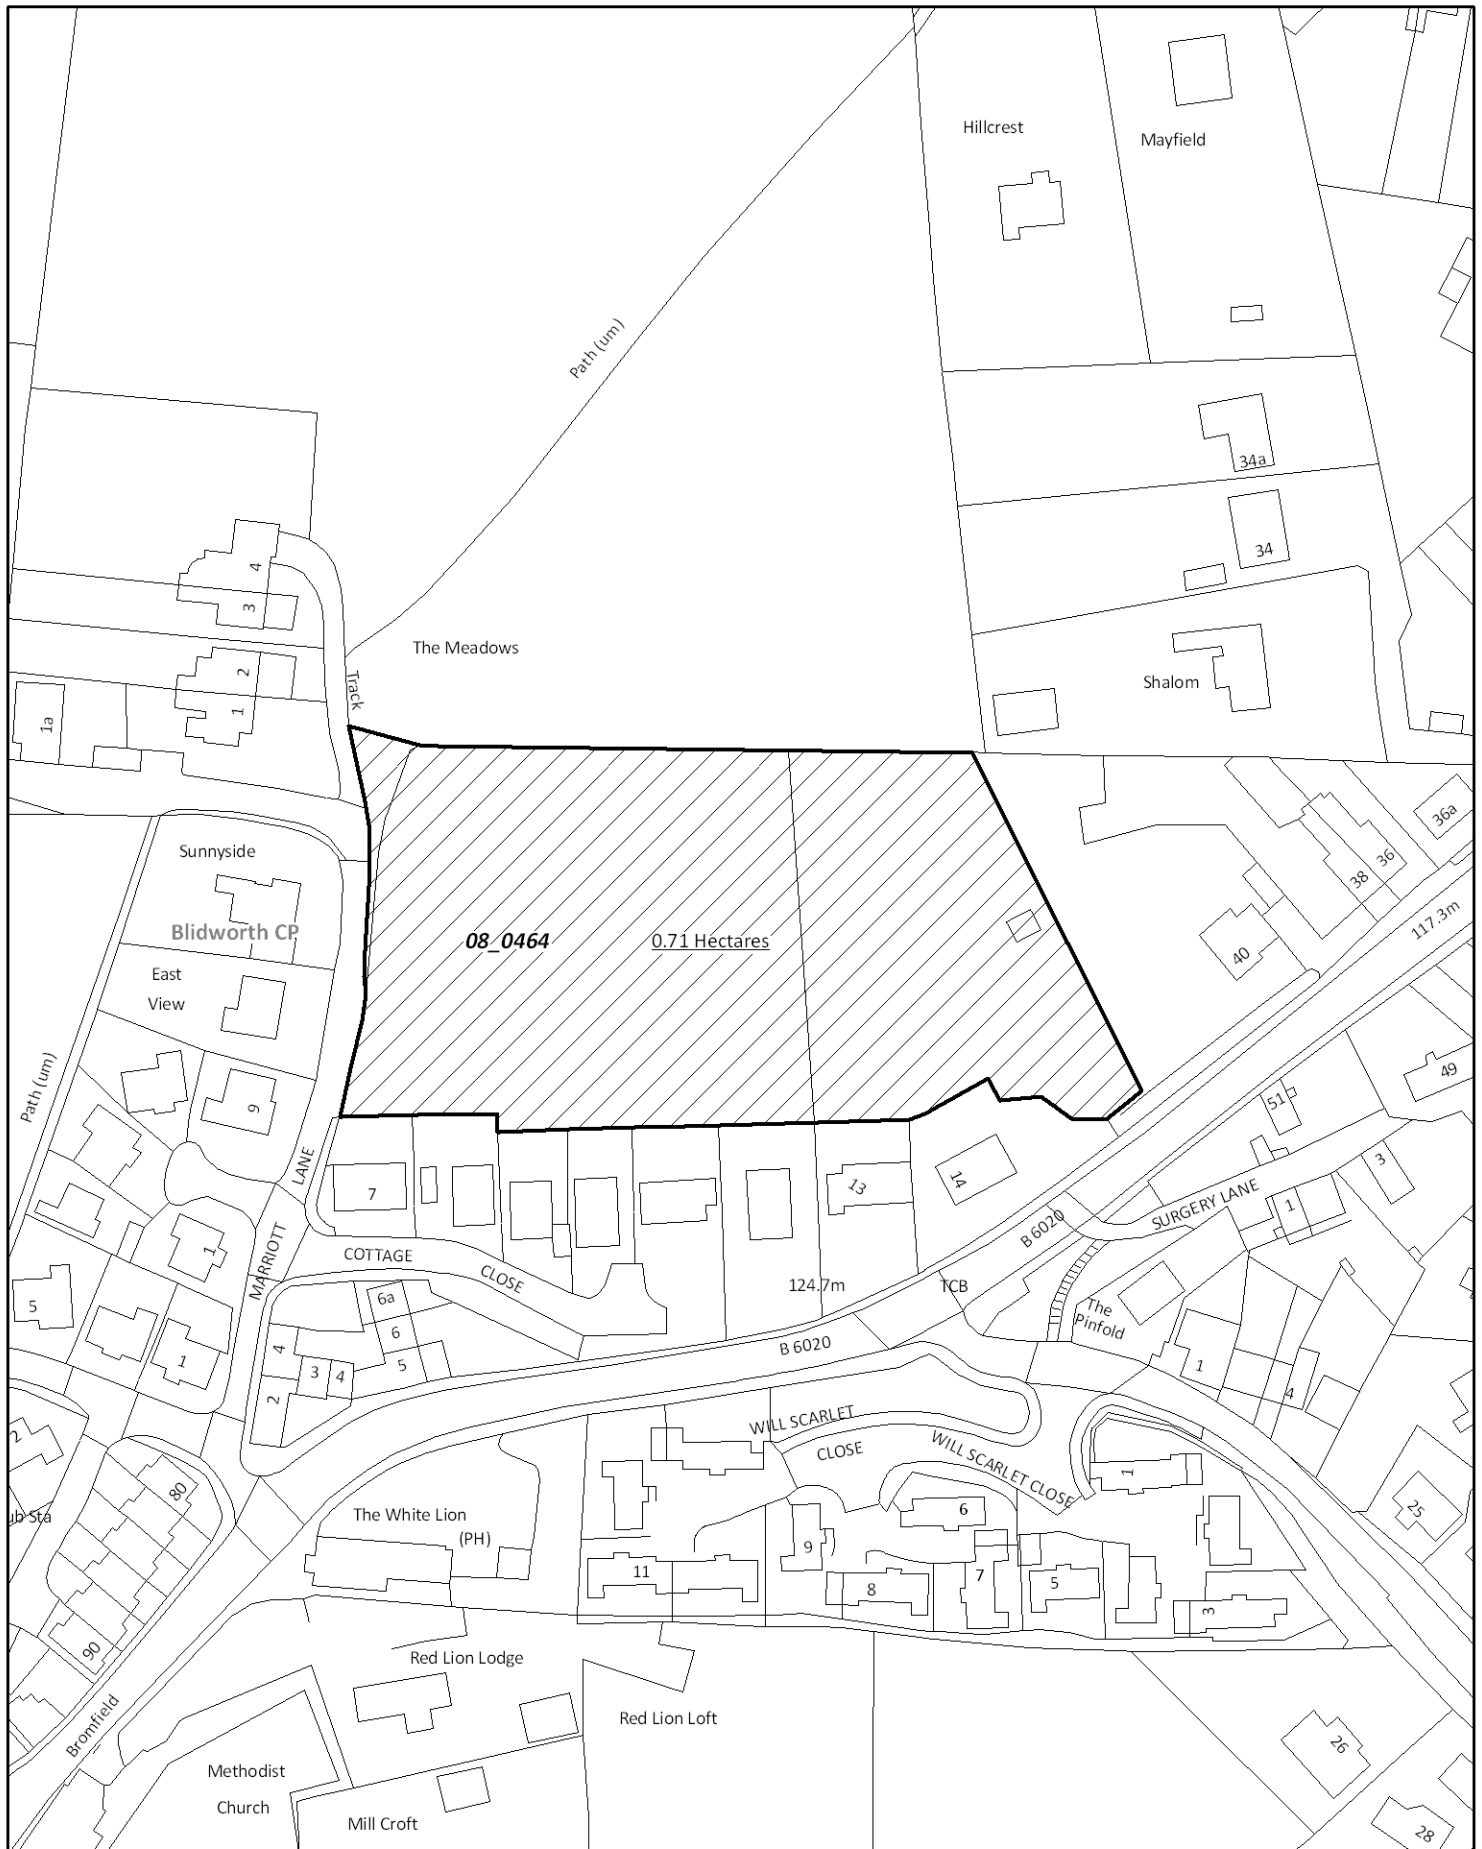 Hillcrest
Mayfield
Path (um)
34a
34
4
3
The Meadows
2
Track
Shalom
1
1a
36a
36
38
Sunnyside
Blidworth CP
08_0464
0.71 Hectares
117.3m
40
East
View
Path (um)
9
49
51
LANE
7
13
14
3
SURGERY LANE
1
B 6020
1
MARRIOTT
COTTAGE
CLOSE
124.7m
TCB
5
6a
6
5
The
Pinfold
B 6020
1
4
3
4
1
4
2
2
WILL SCARLET
CLOSE
WILL SCARLET CLOSE
1
80
ub Sta
The White Lion
(PH)
6
25
9
11
8
7
5
3
90
Red Lion Lodge
Red Lion Loft
Bromfield
26
Methodist
Church
Mill Croft
28